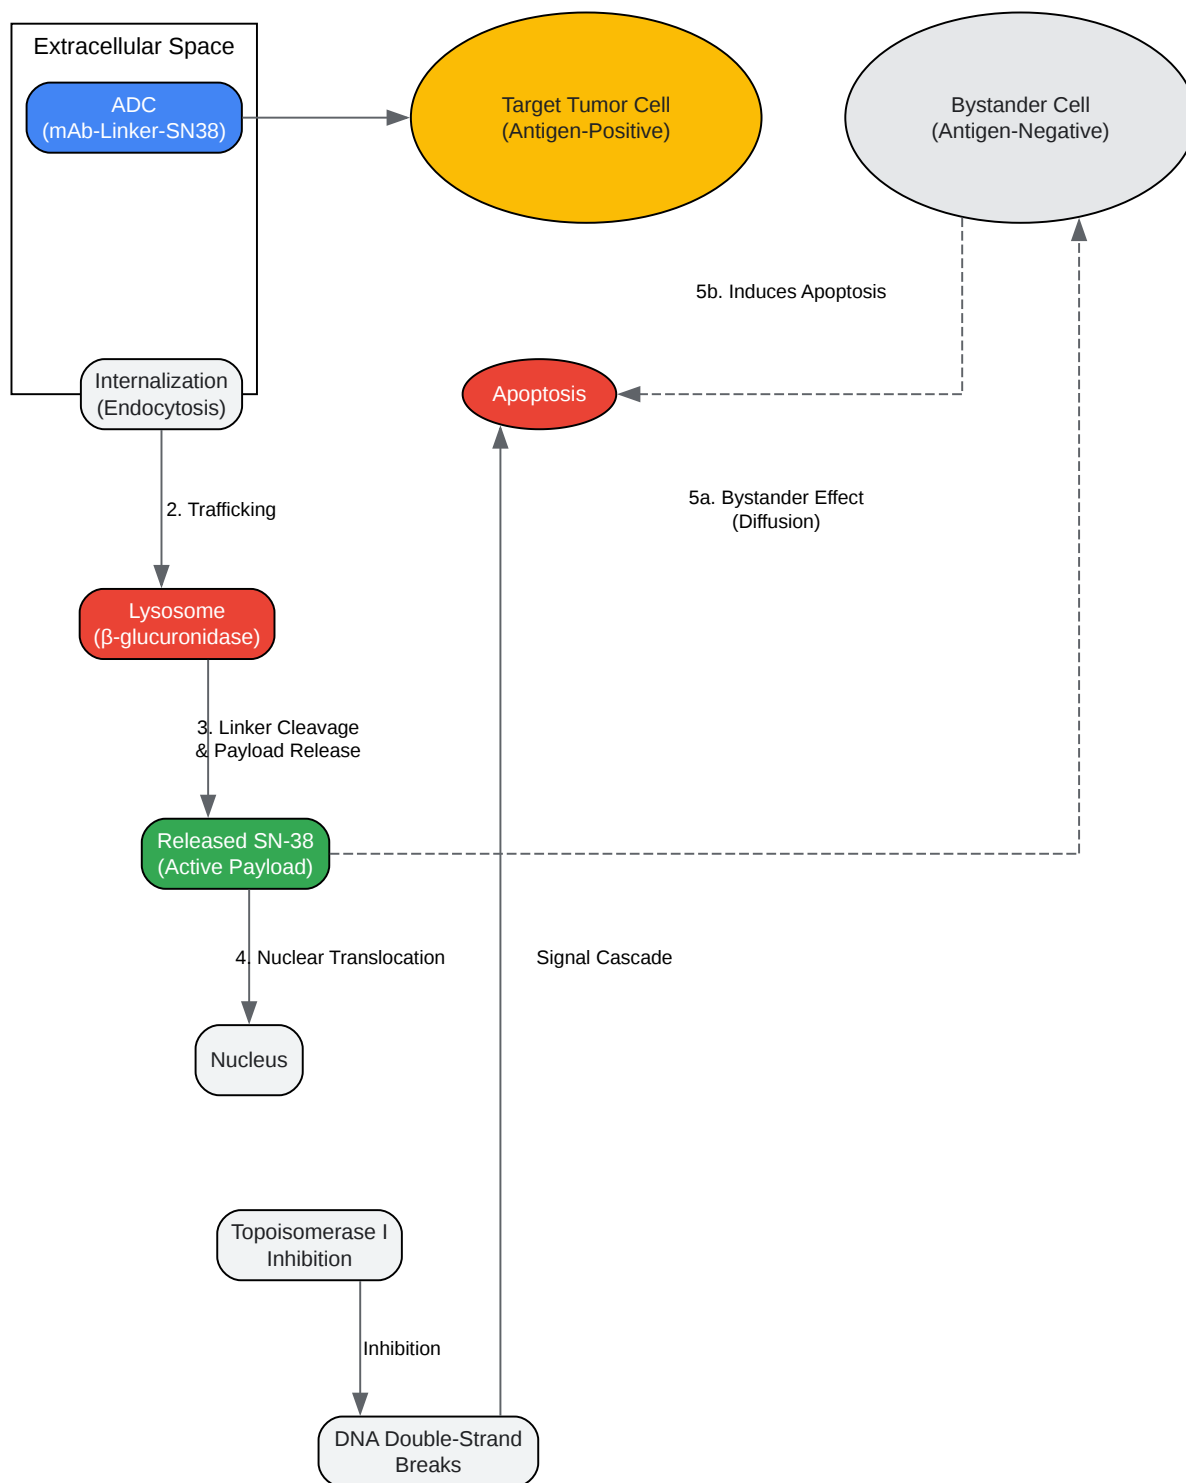 Extracellular Space
ADC
(mAb-Linker-SN38)
Target Tumor Cell
(Antigen-Positive)
Bystander Cell
(Antigen-Negative)
5b. Induces Apoptosis
Internalization
(Endocytosis)
Apoptosis
2. Trafficking
5a. Bystander Effect
(Diffusion)
Lysosome
(β-glucuronidase)
3. Linker Cleavage
& Payload Release
Released SN-38
(Active Payload)
4. Nuclear Translocation
Signal Cascade
Nucleus
Topoisomerase I
Inhibition
Inhibition
DNA Double-Strand
Breaks